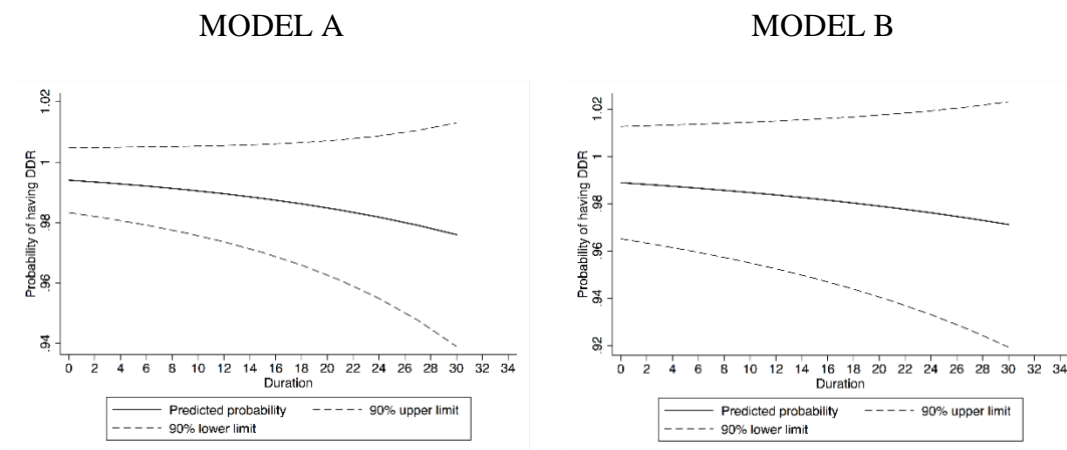 MODEL A
MODEL B
Probability of having DDR
1.02
1
.98
.96
.94
0 2 4 6 8 10 12 14 16 18 20 22 24 26 28 30 32 34
Duration
Predicted probability
90% upper limit
90% lower limit
Probability of having DDR
1.02
1
.98
.96
.94
.92
0 2 4 6 8 10 12 14 16 18 20 22 24 26 28 30 32 34
Duration
Predicted probability
90% upper limit
90% lower limit